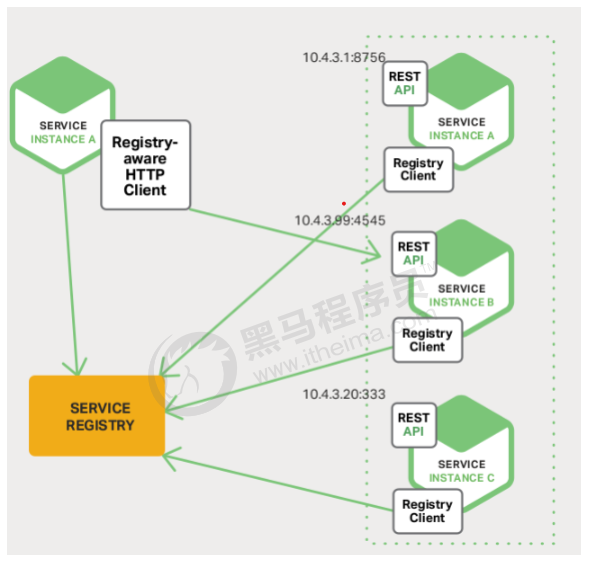 10.4.3.1:8756
REST
API
SERVICE
INSTANCE A
Registry
Client
SERVICE
INSTANCE A
Registry-
aware
HTTP
Client
10.4.3.99:4545
REST
API
SERVICE
INSTANCE B
Registry
Client
黑马程序员™
www.itheima.com
SERVICE
REGISTRY
10.4.3.20:333
REST
API
SERVICE
INSTANCE C
Registry
Client